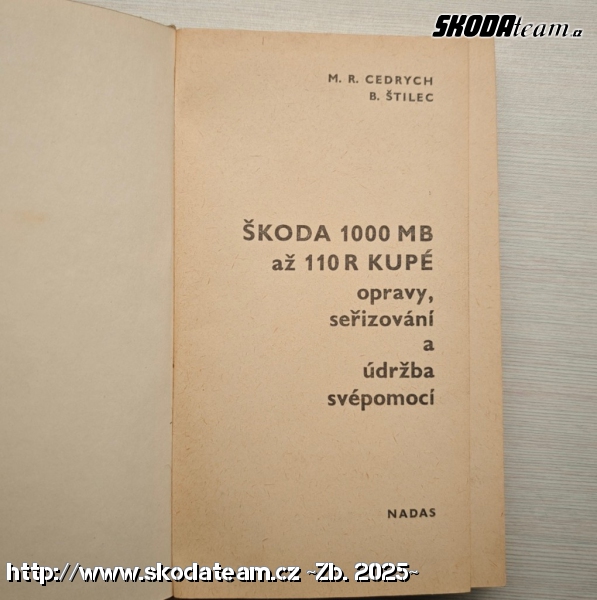 ŠKODAteam.cz
M. R. CEDRYCH
B. ŠTILEC
ŠKODA 1000 MB
až 110 R KUPÉ
opravy,
seřizování
a
údržba
svépomocí
NADAS
http://www.skodateam.cz ~Zb. 2025~